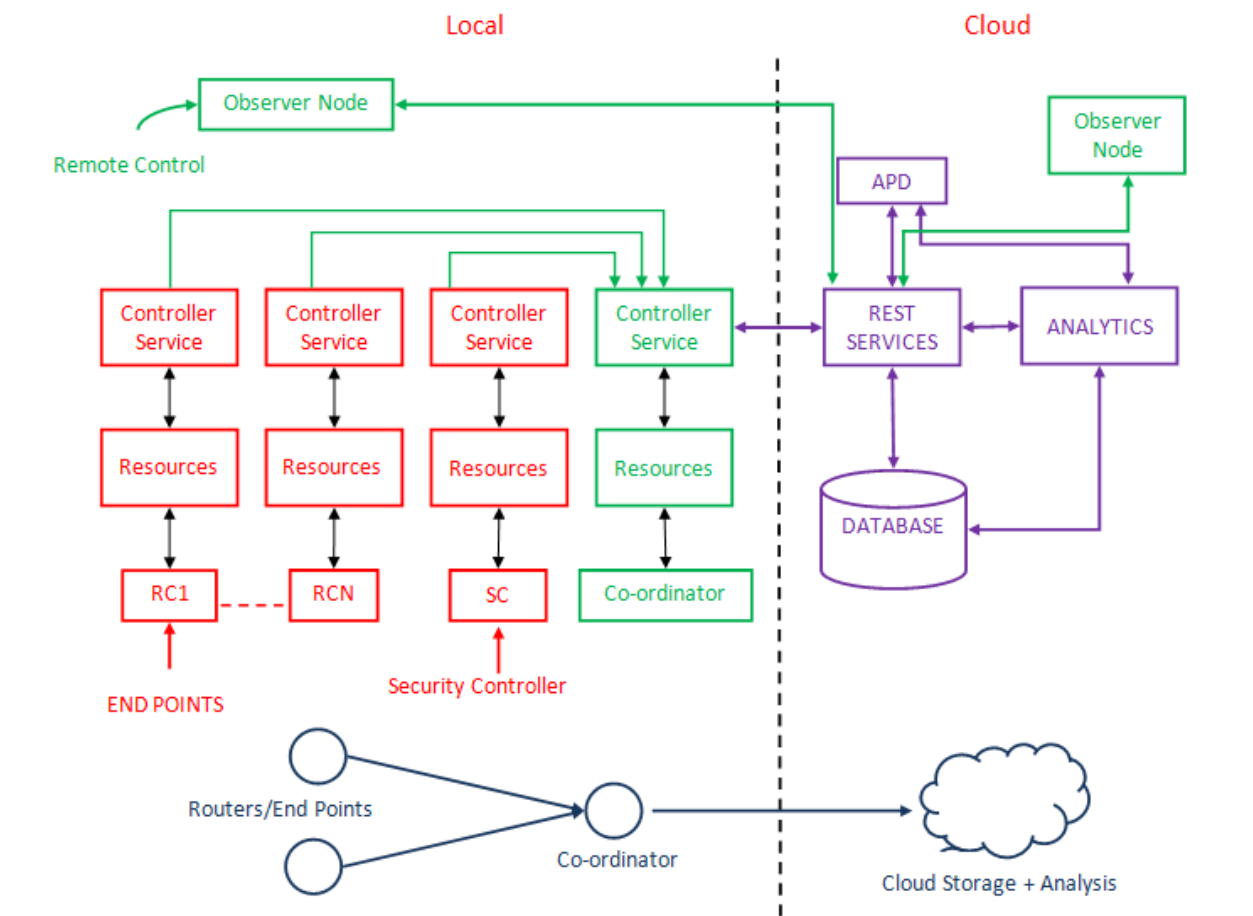 Local
Cloud
Observer Node
Remote Control
Observer
Node
APD
Controller
Service
Controller
Service
Controller
Service
Controller
Service
REST
SERVICES
ANALYTICS
Resources
Resources
Resources
Resources
DATABASE
RC1
RCN
SC
Co-ordinator
END POINTS
Security Controller
Routers/End Points
Co-ordinator
Cloud Storage + Analysis